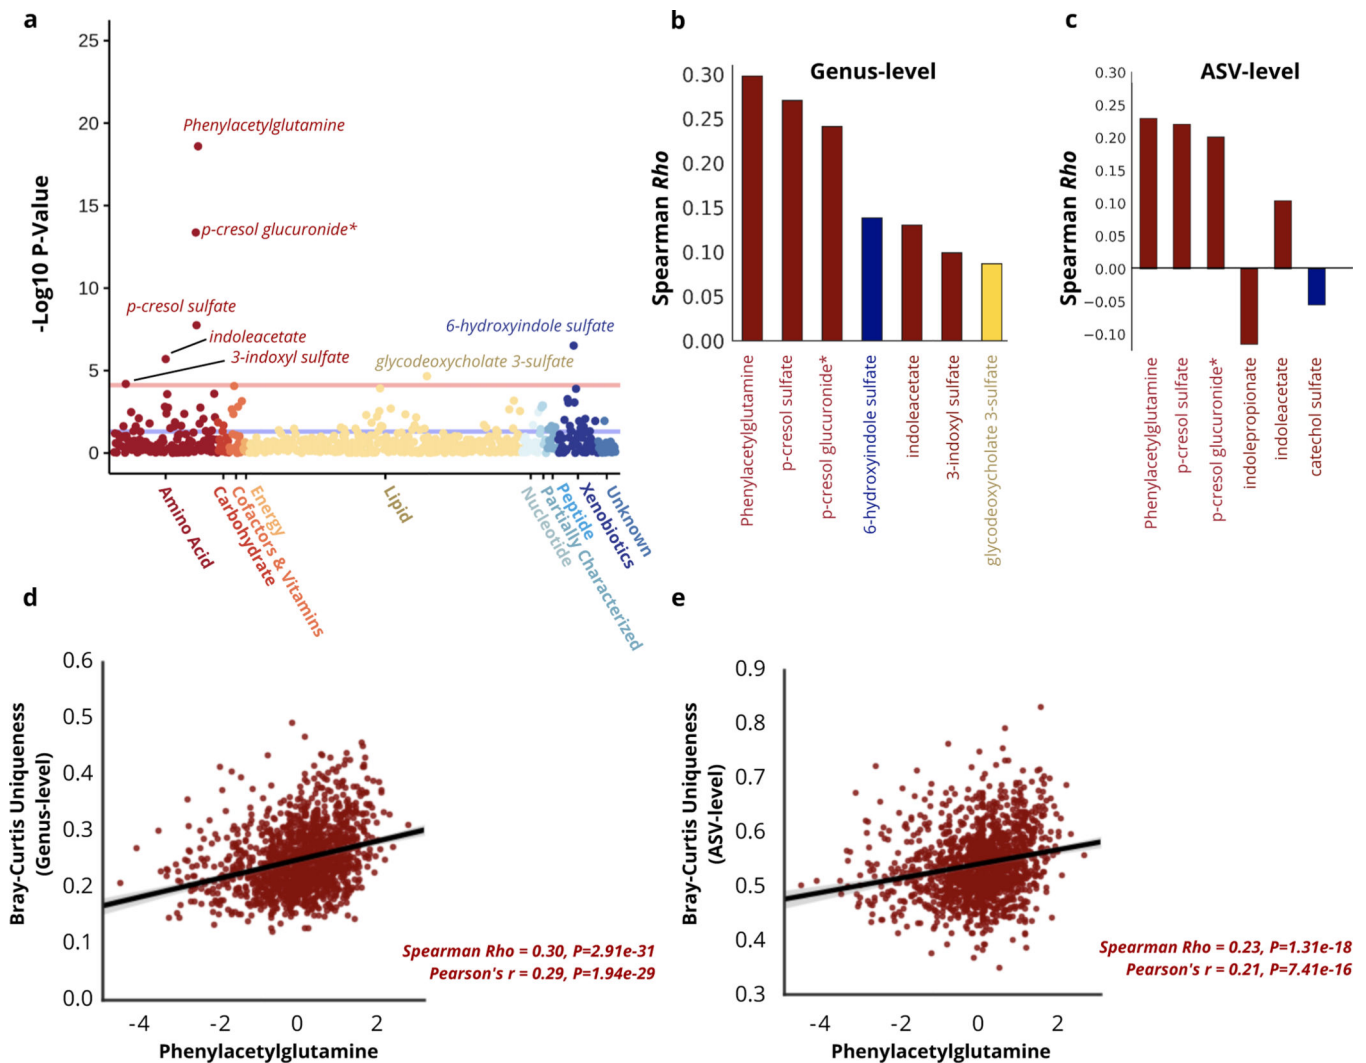 a
25
20
15
10
5
0
-Log10 P-Value
Phenylacetylglutamine
p-cresol glucuronide*
p-cresol sulfate
indoleacetate
3-indoxyl sulfate
6-hydroxyindole sulfate
glycodeoxycholate 3-sulfate
Amino Acid
Carbohydrate
Cofactors & Vitamins
Energy
Lipid
Nucleotide
Partially Characterized
Peptide
Xenobiotics
Unknown
b
Genus-level
Spearman Rho
0.30
0.25
0.20
0.15
0.10
0.05
0.00
Phenylacetylglutamine
p-cresol sulfate
p-cresol glucuronide*
6-hydroxyindole sulfate
indoleacetate
3-indoxyl sulfate
glycodeoxycholate 3-sulfate
c
ASV-level
Spearman Rho
0.30
0.25
0.20
0.15
0.10
0.05
0.00
−0.05
−0.10
Phenylacetylglutamine
p-cresol sulfate
p-cresol glucuronide*
indolepropionate
indoleacetate
catechol sulfate
d
Bray-Curtis Uniqueness
(Genus-level)
0.6
0.5
0.4
0.3
0.2
0.1
0.0
-4 -2 0 2
Phenylacetylglutamine
Spearman Rho = 0.30, P=2.91e-31
Pearson's r = 0.29, P=1.94e-29
e
Bray-Curtis Uniqueness
(ASV-level)
0.9
0.8
0.7
0.6
0.5
0.4
0.3
-4 -2 0 2
Phenylacetylglutamine
Spearman Rho = 0.23, P=1.31e-18
Pearson's r = 0.21, P=7.41e-16